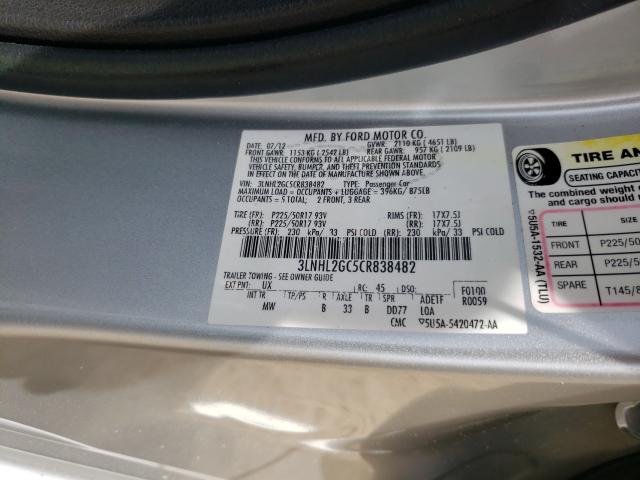 MFD. BY FORD MOTOR CO.
DATE: 07/12 GVWR: 2110 KG ( 4651 LB)
FRONT GAWR: 1153 KG ( 2542 LB) REAR GAWR: 957 KG ( 2109 LB)
THIS VEHICLE CONFORMS TO ALL APPLICABLE FEDERAL MOTOR
VEHICLE SAFETY, BUMPER, AND THEFT PREVENTION STANDARDS
IN EFFECT ON THE DATE OF MANUFACTURE SHOWN ABOVE.
VIN: 3LNHL2GC5CR838482 TYPE: Passenger Car
MAXIMUM LOAD = OCCUPANTS + LUGGAGE = 396KG / 875LB
OCCUPANTS = 5 TOTAL: 2 FRONT, 3 REAR
TIRE (FR): P225/50R17 93V RIMS (FR): 17X7.5J
(RR): P225/50R17 93V (RR): 17X7.5J
PRESSURE (FR): 230 kPa/ 33 PSI COLD (RR): 230 kPa/ 33 PSI COLD
3LNHL2GC5CR838482
TRAILER TOWING - SEE OWNER GUIDE
EXT PNT: UX RC: 45 DSO: F0100
INT TR TP/PS R AXLE TR SPR ADETF R0059
MW B 33 B DD77 LOA
CMC 5U5A-5420472-AA
5U5A-1532-AA (TLU)
TIRE AN
SEATING CAPACITY
The combined weight
and cargo should
TIRE SIZE
FRONT P225/50
REAR P225/5
SPARE T145/8